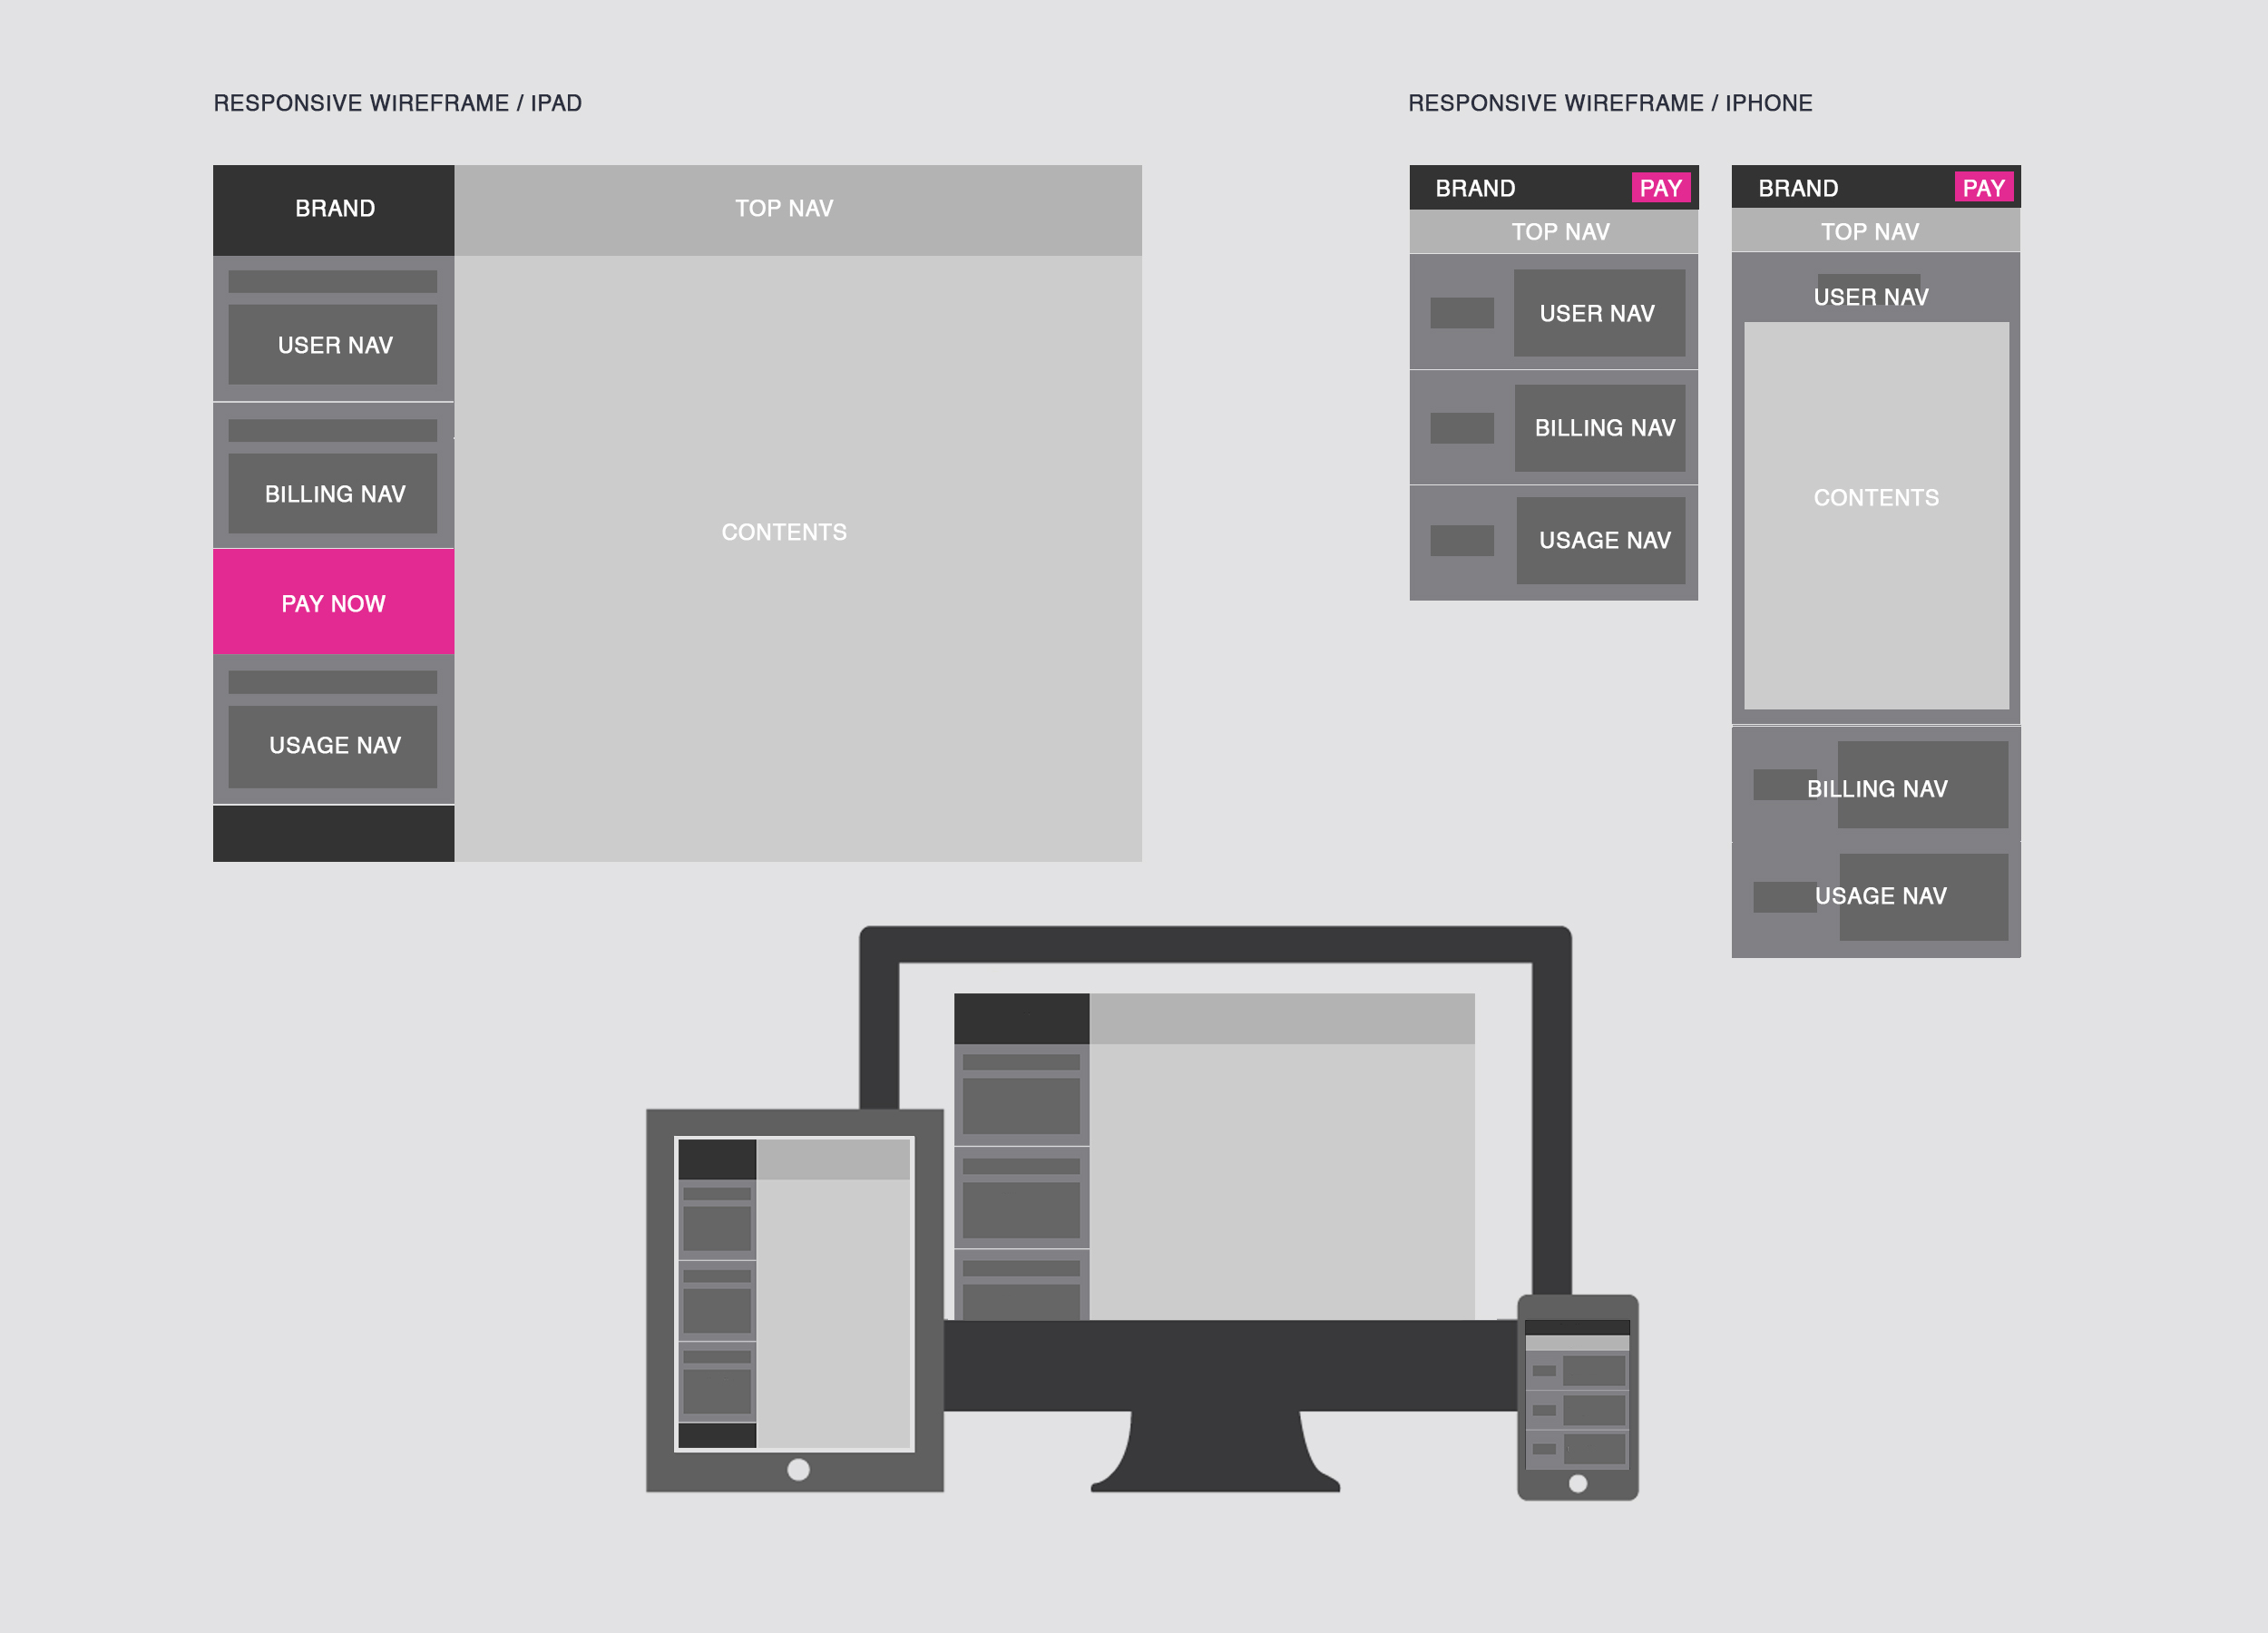 RESPONSIVE WIREFRAME / IPAD
BRAND
TOP NAV
USER NAV
BILLING NAV
CONTENTS
PAY NOW
USAGE NAV
RESPONSIVE WIREFRAME / IPHONE
BRAND
PAY
TOP NAV
USER NAV
BILLING NAV
USAGE NAV
BRAND
PAY
TOP NAV
USER NAV
CONTENTS
BILLING NAV
USAGE NAV